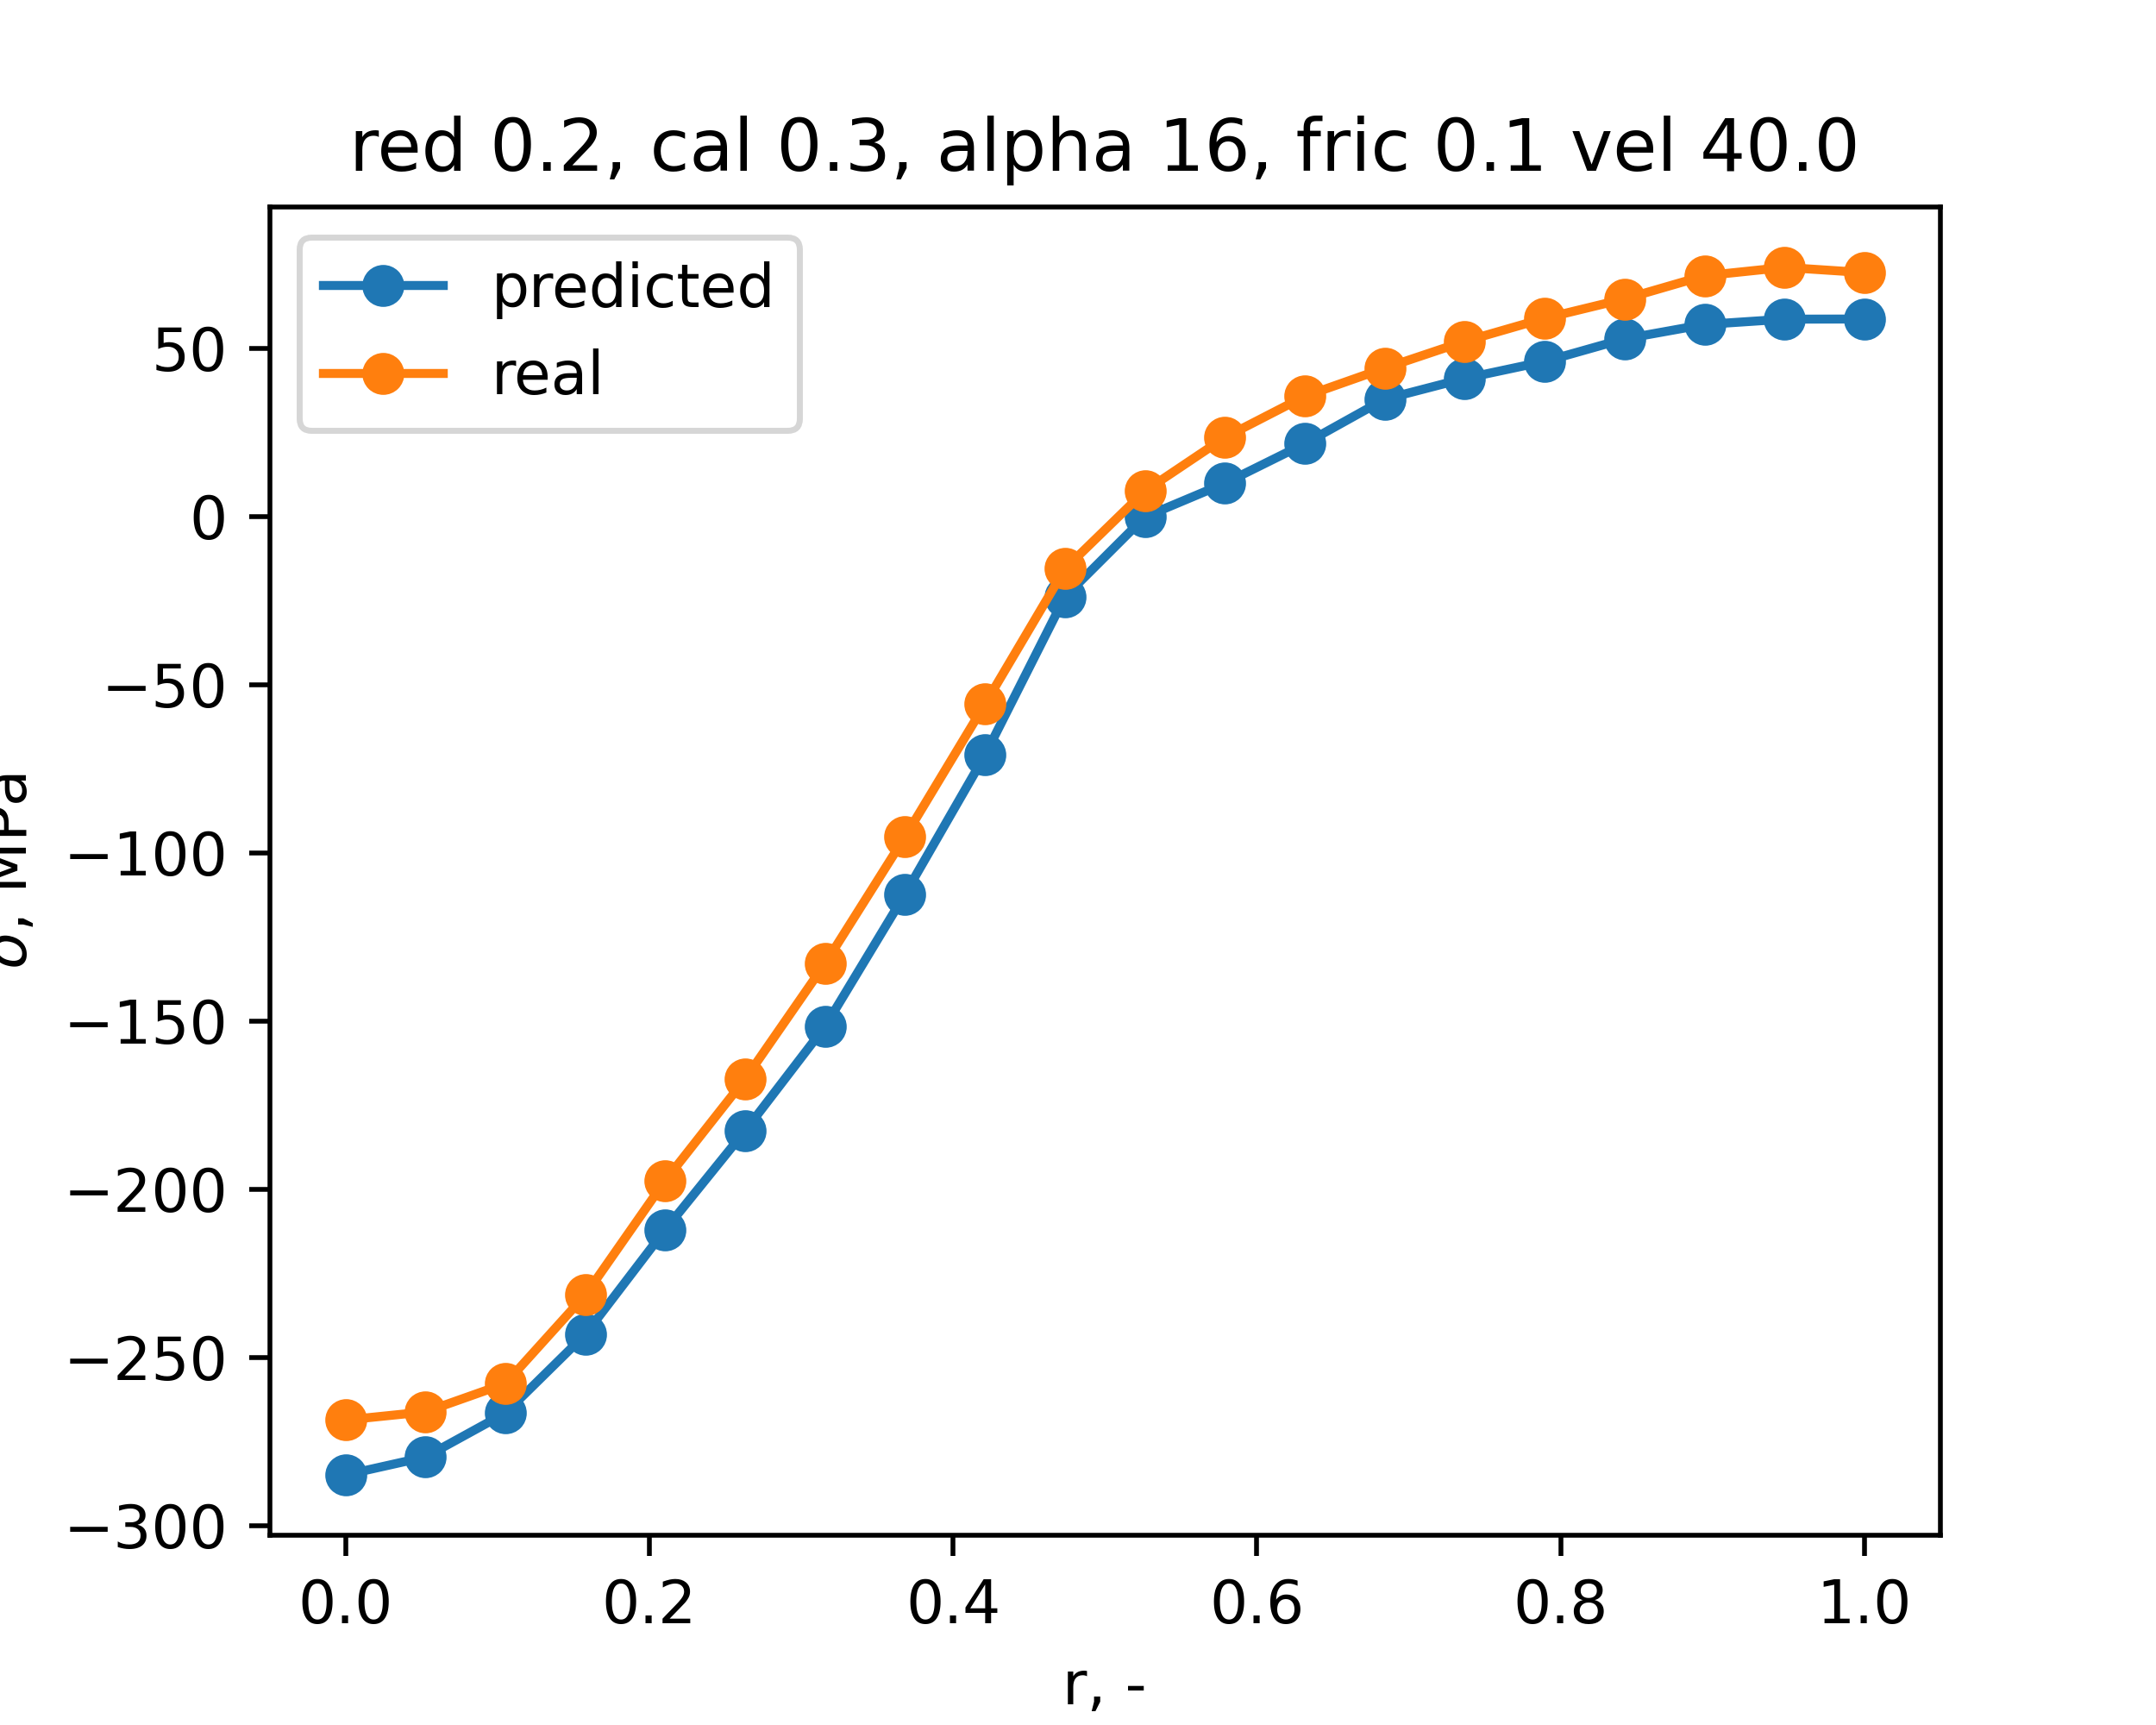 red 0.2, cal 0.3, alpha 16, fric 0.1 vel 40.0
predicted
real
50
0
−50
−100
−150
−200
−250
−300
σ, MPa
0.0 0.2 0.4 0.6 0.8 1.0
r, -